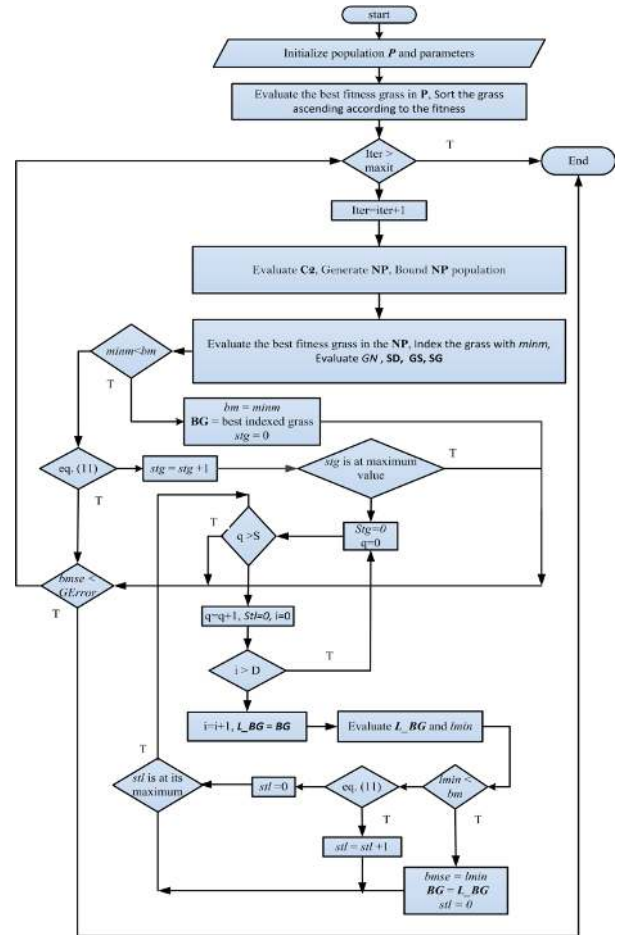 start
Initialize population P and parameters
Evaluate the best fitness grass in P, Sort the grass
ascending according to the fitness
Iter >
maxit
T
End
Iter=iter+1
Evaluate C2, Generate NP, Bound NP population
minm<bm
Evaluate the best fitness grass in the NP, Index the grass with minm,
Evaluate GN , SD, GS, SG
T
bm = minm
BG = best indexed grass
stg = 0
eq. (11)
stg = stg +1
stg is at maximum
value
T
T
T
q >S
Stg=0
q=0
bmse <
GError
T
q=q+1, Stl=0, i=0
i > D
T
i=i+1, L_BG = BG
Evaluate L_BG and lmin
T
stl is at its
maximum
stl =0
eq. (11)
lmin <
bm
T
T
stl = stl +1
bmse = lmin
BG = L_BG
stl = 0